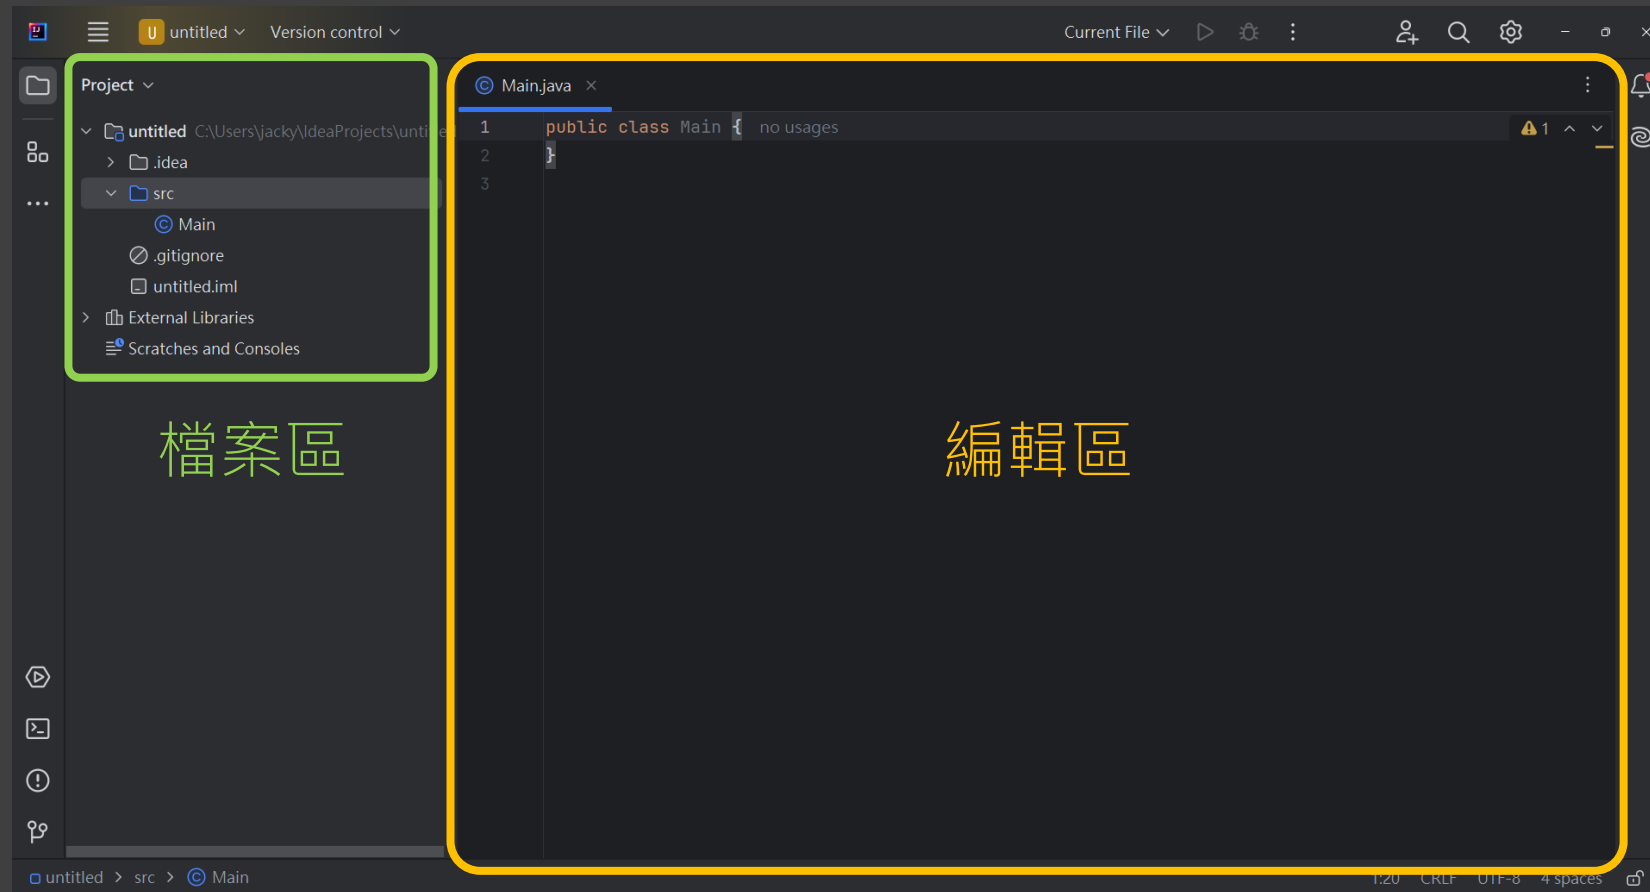 U untitled Version control Current File
Project
Main.java
untitled C:\Users\jacky\IdeaProjects\untitled
.idea
src
Main
.gitignore
untitled.iml
External Libraries
Scratches and Consoles
1 public class Main { no usages
2 }
3
1
檔案區
編輯區
untitled > src > Main
1:20 CRLF UTF-8 4 spaces